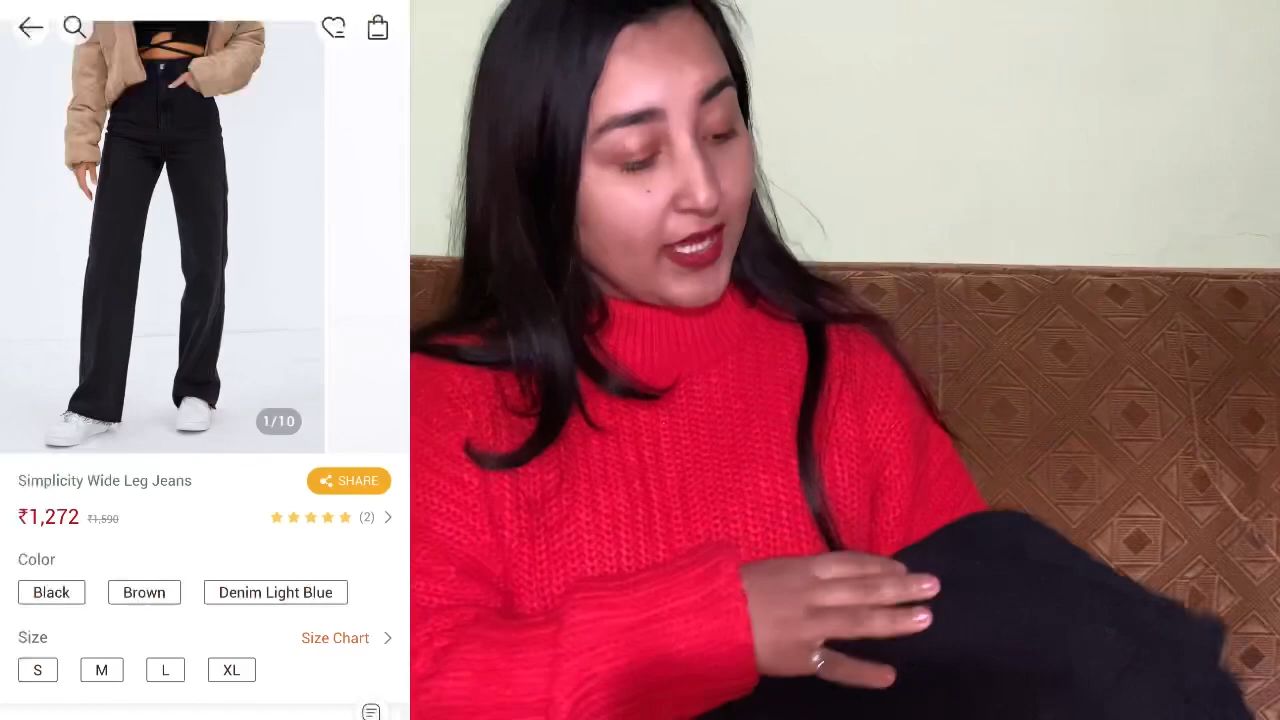 1/10
Simplicity Wide Leg Jeans
SHARE
₹1,272 ₹1,590
(2)
Color
Black Brown Denim Light Blue
Size
Size Chart
S M L XL